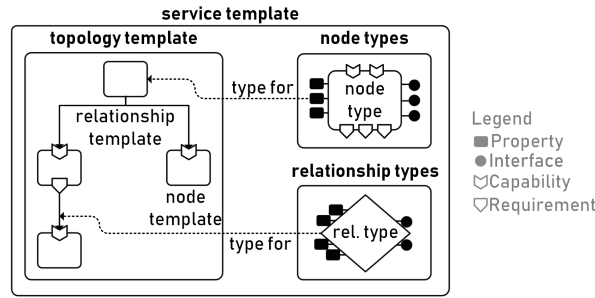 service template
topology template
relationship
template
node
template
type for
type for
node types
node
type
relationship types
rel. type
Legend
Property
Interface
Capability
Requirement